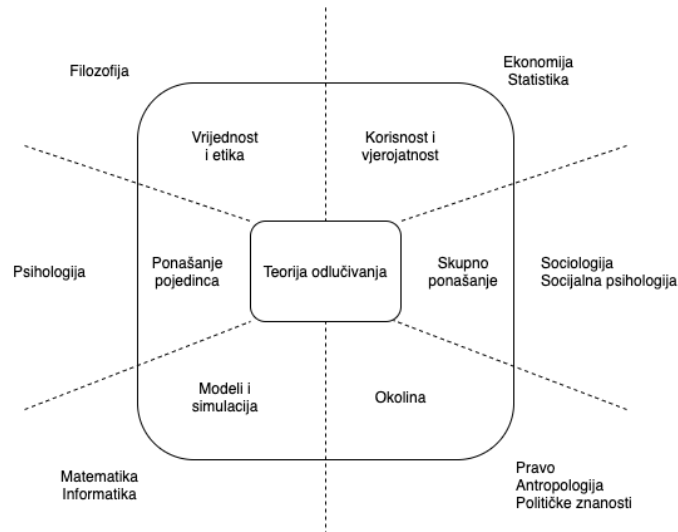 Filozofija
Ekonomija
Statistika
Vrijednost
i etika
Korisnost i
vjerojatnost
Psihologija
Ponašanje
pojedinca
Teorija odlučivanja
Skupno
ponašanje
Sociologija
Socijalna psihologija
Modeli i
simulacija
Okolina
Matematika
Informatika
Pravo
Antropologija
Političke znanosti